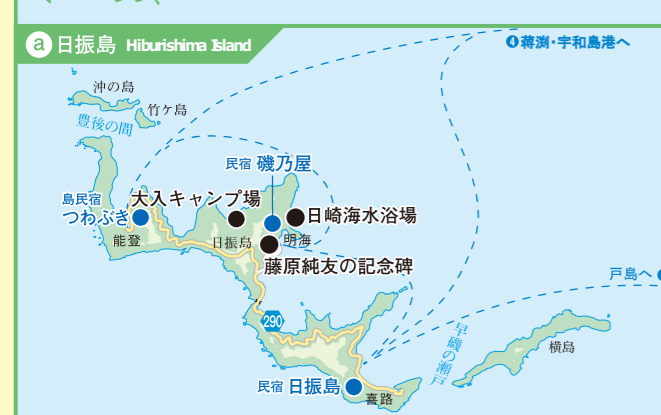 a 日振島 Hiburishima Island
④蒋渕・宇和島港へ
沖の島
竹ヶ島
豊後の間
民宿 磯乃屋
島民宿
つわぶき
大入キャンプ場
日崎海水浴場
能登
日振島
明海
藤原純友の記念碑
戸島へ
290
早磯の瀬戸
横島
民宿 日振島
喜路